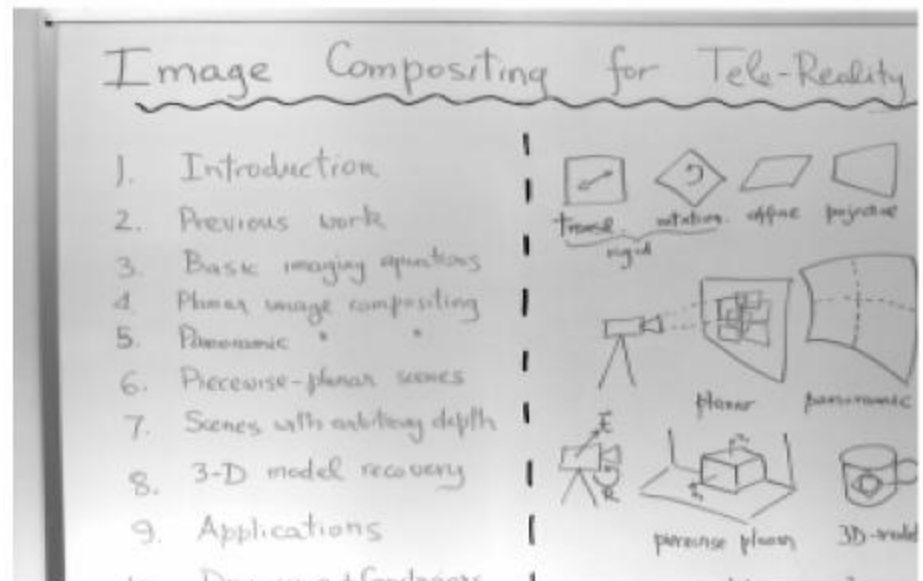 Image Compositing for Tele-Reality
1. Introduction
2. Previous work
3. Basic imaging equations
4. Planar image compositing
5. Panoramic " "
6. Piecewise-planar scenes
7. Scenes with arbitrary depth
8. 3-D model recovery
9. Applications
transl. rotation affine projective
rigid
planar panoramic
t
R
piecewise planar 3D-model